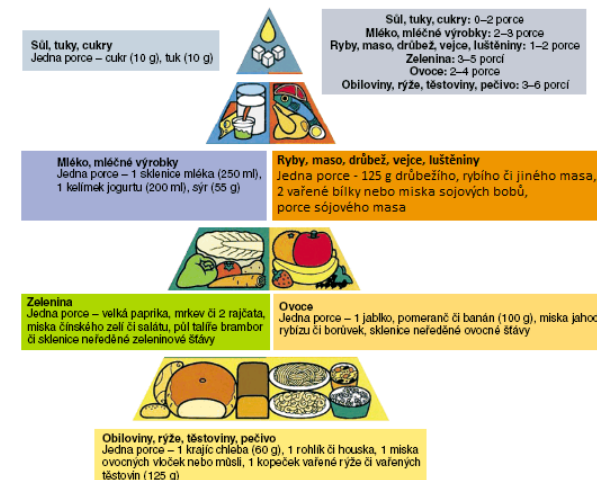 Sůl, tuky, cukry
Jedna porce – cukr (10 g), tuk (10 g)
Sůl, tuky, cukry: 0–2 porce
Mléko, mléčné výrobky: 2–3 porce
Ryby, maso, drůbež, vejce, luštěniny: 1–2 porce
Zelenina: 3–5 porcí
Ovoce: 2–4 porce
Obiloviny, rýže, těstoviny, pečivo: 3–6 porcí
Mléko, mléčné výrobky
Jedna porce – 1 sklenice mléka (250 ml),
1 kelímek jogurtu (200 ml), sýr (55 g)
Ryby, maso, drůbež, vejce, luštěniny
Jedna porce - 125 g drůbežího, rybího či jiného masa,
2 vařené bílky nebo miska sojových bobů,
porce sójového masa
Zelenina
Jedna porce – velká paprika, mrkev či 2 rajčata,
miska čínského zelí či salátu, půl talíře brambor
či sklenice neředěné zeleninové šťávy
Ovoce
Jedna porce – 1 jablko, pomeranč či banán (100 g), miska jahod
rybízu či borůvek, sklenice neředěné ovocné šťávy
Obiloviny, rýže, těstoviny, pečivo
Jedna porce – 1 krajíc chleba (60 g), 1 rohlík či houska, 1 miska
ovocných vloček nebo műsli, 1 kopeček vařené rýže či vařených
těstovin (125 g)